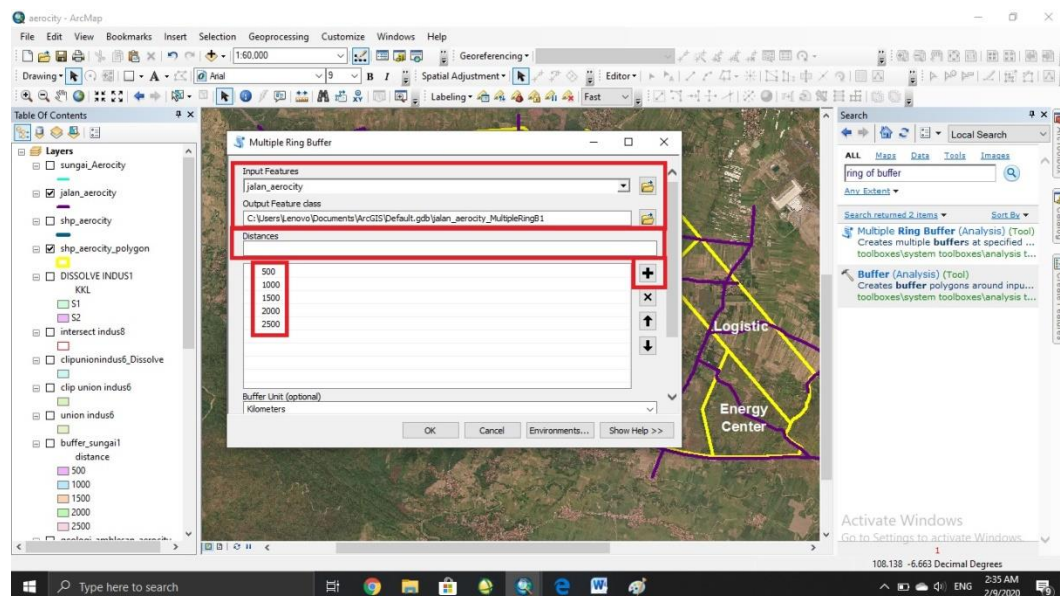 aerocity - ArcMap
File Edit View Bookmarks Insert Selection Geoprocessing Customize Windows Help
1:60,000 Georeferencing
Drawing A Arial 9 B I Spatial Adjustment Editor
Labeling Fast
Table Of Contents
Layers
sungai_Aerocity
jalan_aerocity
shp_aerocity
shp_aerocity_polygon
DISSOLVE INDUS1
KKL
S1
S2
intersect indus8
clipunionindus6_Dissolve
clip union indus6
union indus6
buffer_sungai1
distance
500
1000
1500
2000
2500
Multiple Ring Buffer
Input Features
jalan_aerocity
Output Feature class
C:\Users\Lenovo\Documents\ArcGIS\Default.gdb\jalan_aerocity_MultipleRingB1
Distances
500
1000
1500
2000
2500
Buffer Unit (optional)
Kilometers
OK Cancel Environments... Show Help >>
Logistic
Energy
Center
Search
Local Search
ALL Maps Data Tools Images
ring of buffer
Any Extent
Search returned 2 items Sort By
Multiple Ring Buffer (Analysis) (Tool)
Creates multiple buffers at specified ...
toolboxes\system toolboxes\analysis t...
Buffer (Analysis) (Tool)
Creates buffer polygons around inpu...
toolboxes\system toolboxes\analysis t...
Activate Windows
Go to Settings to activate Windows.
1
108.138 -6.663 Decimal Degrees
Type here to search
ENG
2:35 AM
2/9/2020